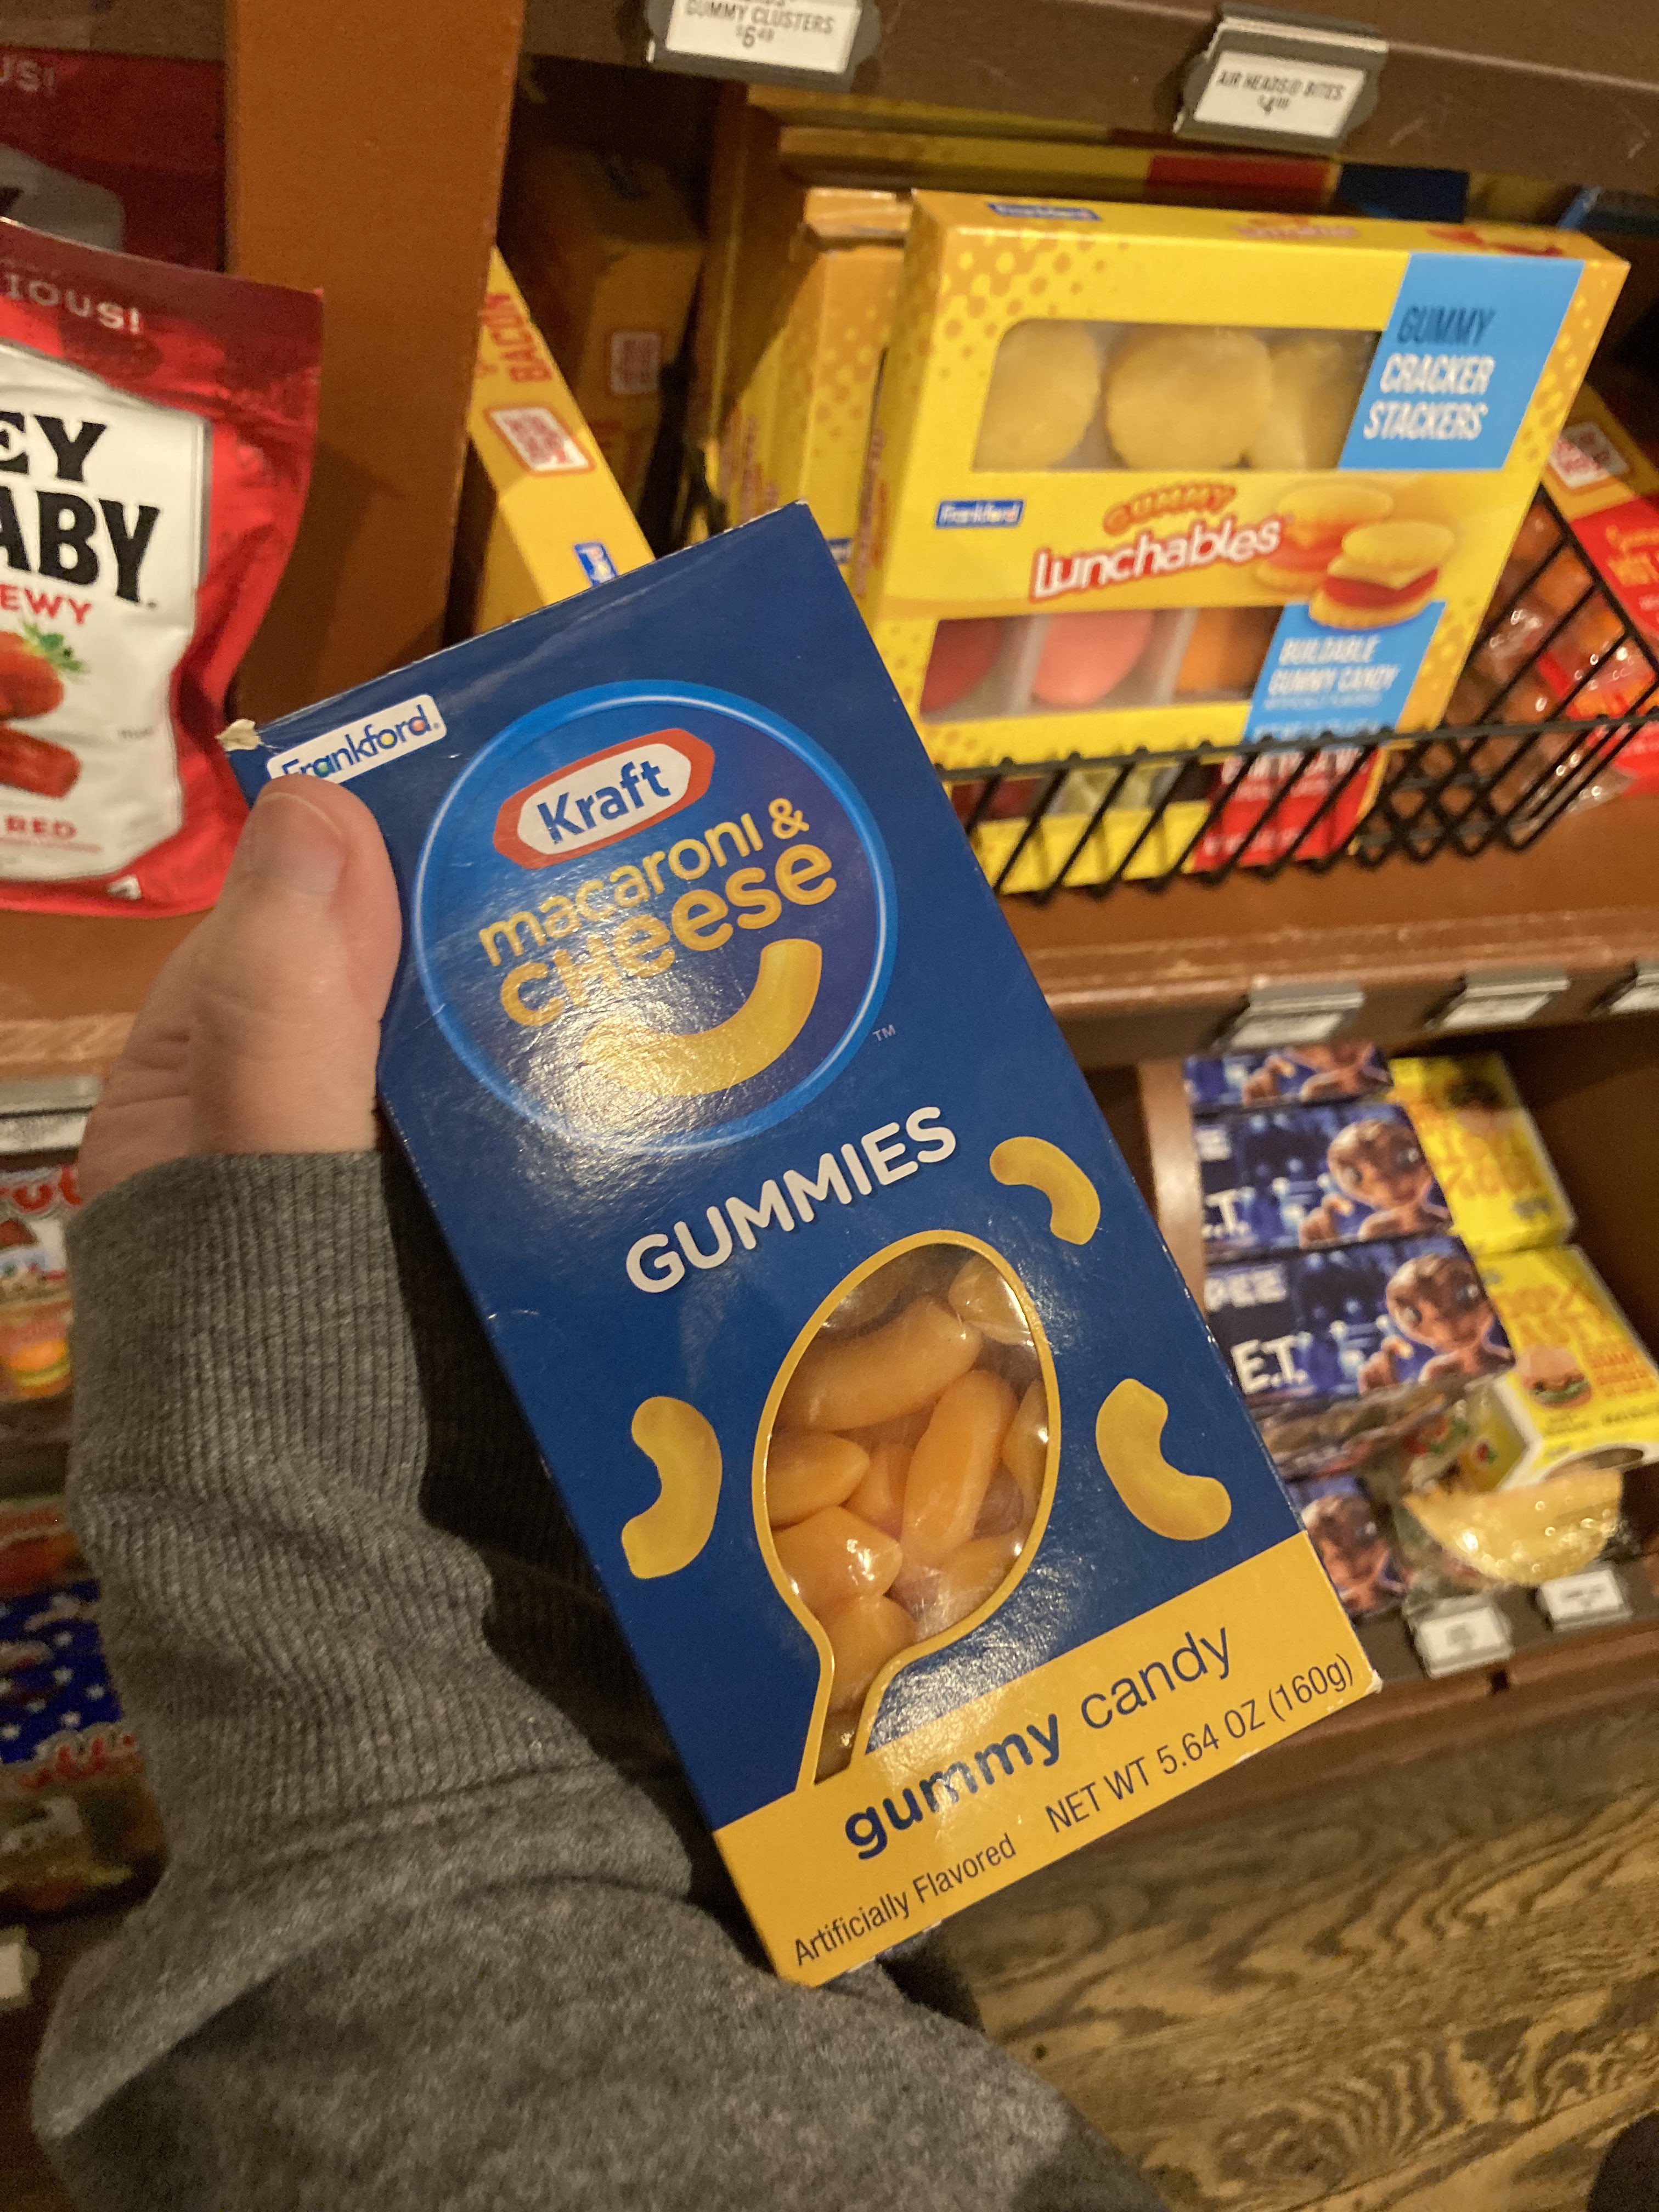 GUMMY CLUSTERS
$6.49
AIR HEADS® BITES
IOUS!
EY
ABY.
EWY
RED
BACON
Frankford
GUMMY
CRACKER
STACKERS
Frankford
GUMMY
Lunchables
BUILDABLE
GUMMY CANDY
Frankford®
Kraft
macaroni &
cheese
TM
GUMMIES
gummy candy
Artificially Flavored NET WT 5.64 OZ (160g)
E.T.